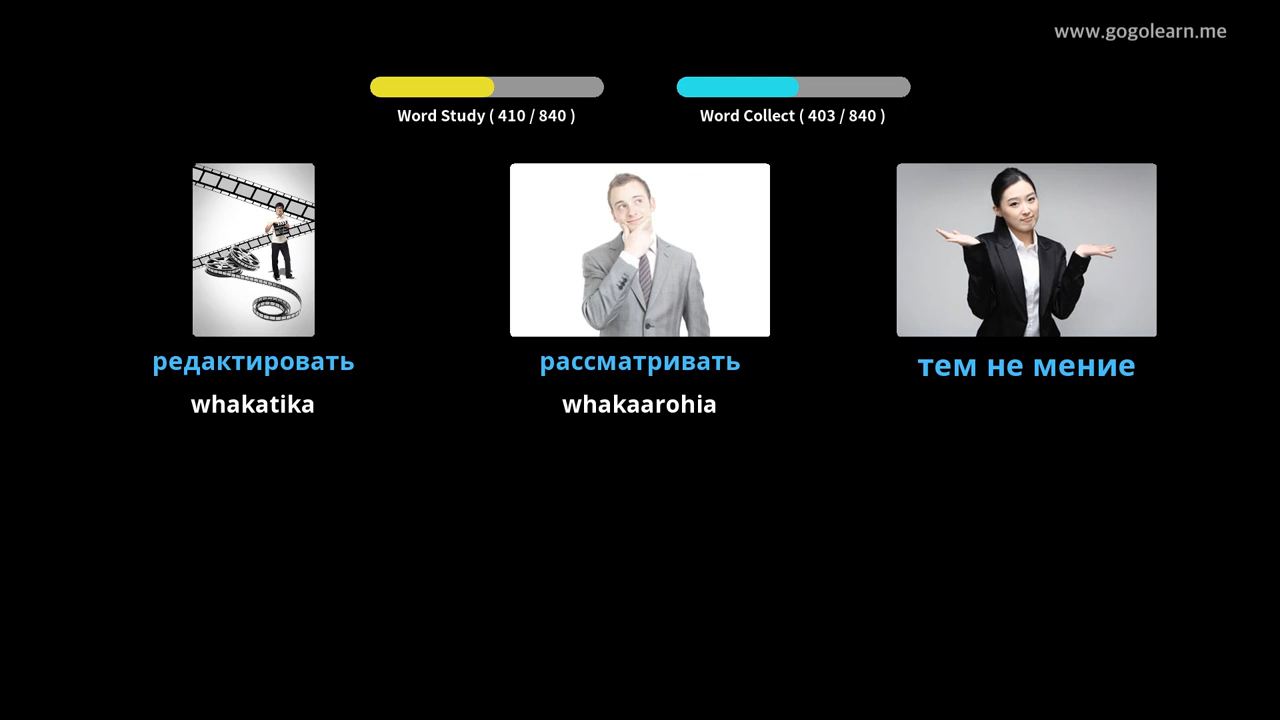 www.gogolearn.me
Word Study ( 410 / 840 )
Word Collect ( 403 / 840 )
редактировать
рассматривать
тем не мение
whakatika
whakaarohia